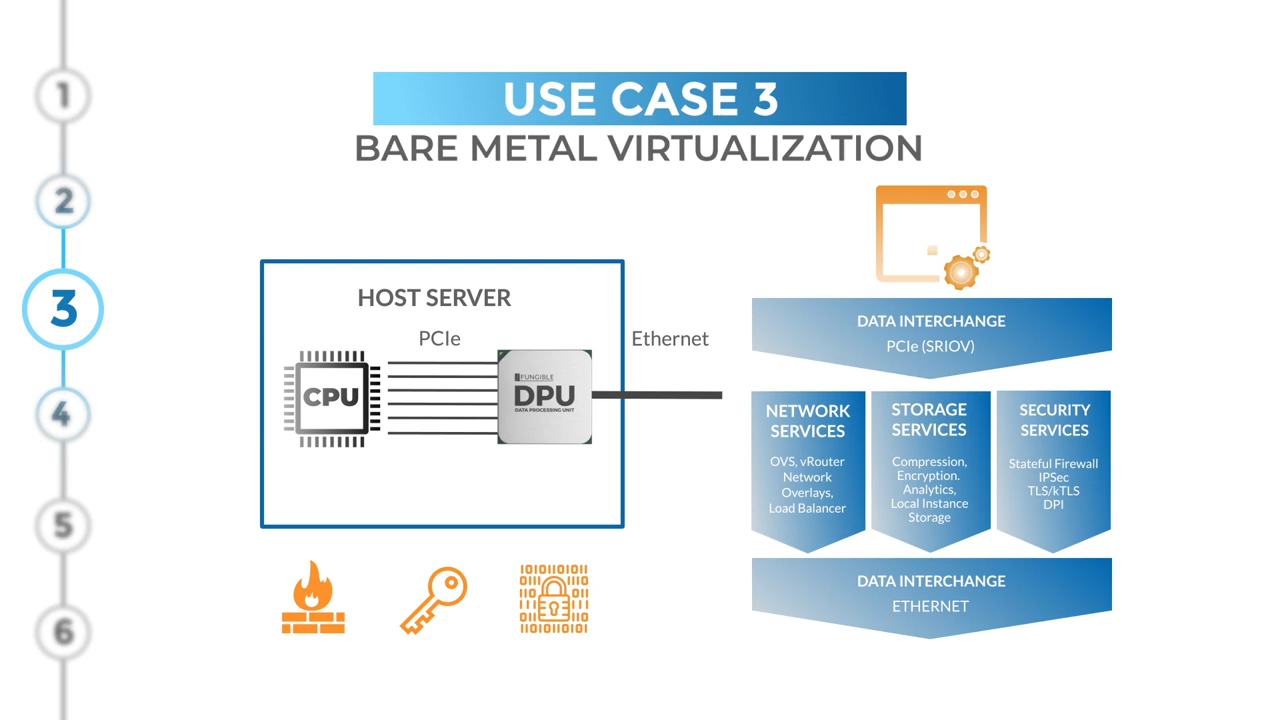 1
2
3
4
5
6
USE CASE 3
BARE METAL VIRTUALIZATION
HOST SERVER
PCIe
Ethernet
CPU
FUNGIBLE
DPU
DATA PROCESSING UNIT
DATA INTERCHANGE
PCIe (SRIOV)
NETWORK
SERVICES
OVS, vRouter
Network
Overlays,
Load Balancer
STORAGE
SERVICES
Compression,
Encryption.
Analytics,
Local Instance
Storage
SECURITY
SERVICES
Stateful Firewall
IPSec
TLS/kTLS
DPI
DATA INTERCHANGE
ETHERNET